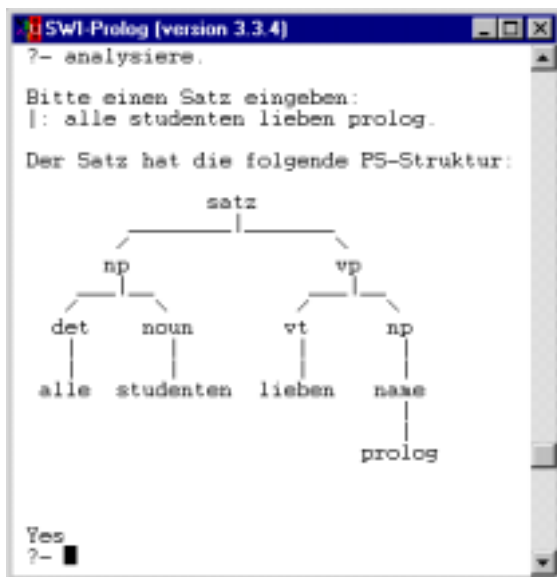 SWI-Prolog (version 3.3.4)
?- analysiere.
Bitte einen Satz eingeben:
|: alle studenten lieben prolog.
Der Satz hat die folgende PS-Struktur:
satz
np vp
det noun vt np
alle studenten lieben name
prolog
Yes
?-